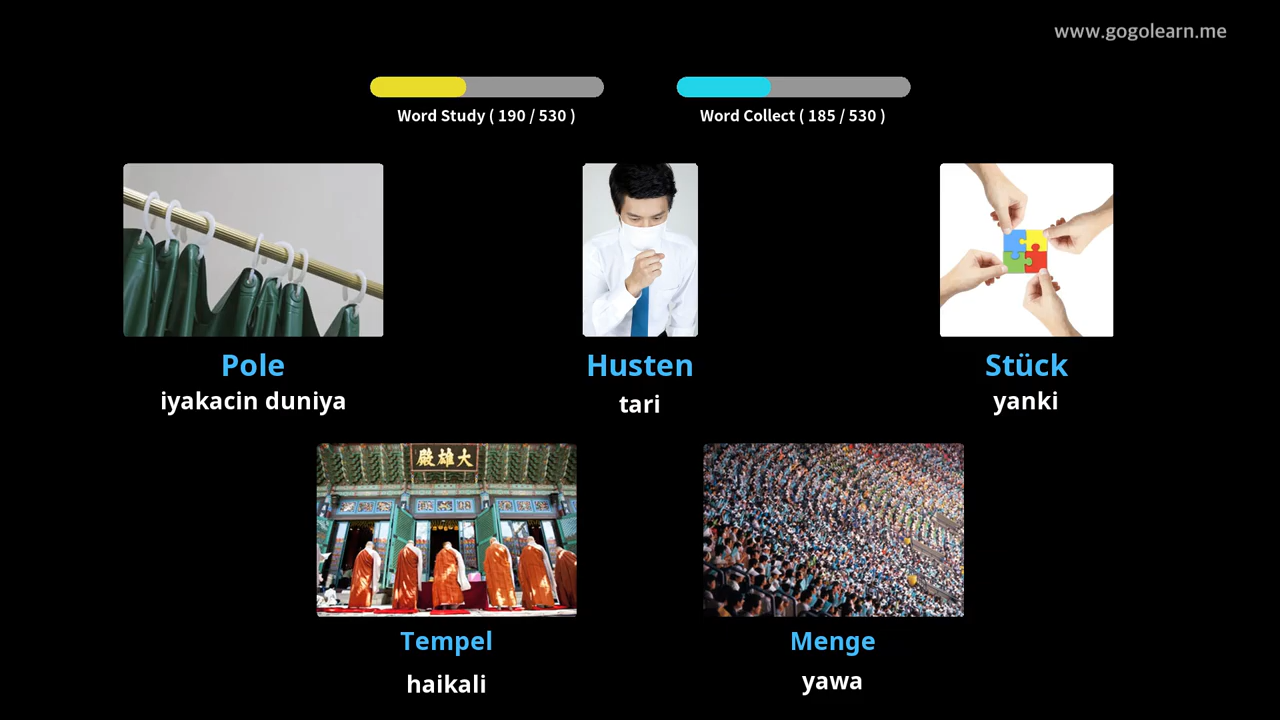 www.gogolearn.me
Word Study ( 190 / 530 )
Word Collect ( 185 / 530 )
Pole
iyakacin duniya
Husten
tari
Stück
yanki
殿雄大
Tempel
haikali
Menge
yawa